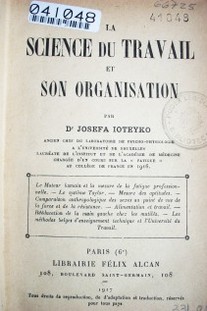 041048
66725
41048
LA
SCIENCE DU TRAVAIL
ET
SON ORGANISATION
PAR
Dr JOSEFA IOTEYKO
ANCIEN CHEF DU LABORATOIRE DE PSYCHO-PHYSIOLOGIE
A L'UNIVERSITÉ DE BRUXELLES
LAURÉATE DE L'INSTITUT ET DE L'ACADÉMIE DE MÉDECINE
CHARGÉE D'UN COURS SUR LA « FATIGUE »
AU COLLÈGE DE FRANCE EN 1916.
Le Moteur humain et la mesure de la fatigue profession-
nelle. — Le système Taylor. — Mesure des aptitudes. —
Comparaison anthropologique des sexes au point de vue de
la force et de la résistance. — Alimentation et travail. —
Rééducation de la main gauche chez les mutilés. — Les
méthodes belges d'enseignement technique et l'Université du
Travail.
PARIS (6e)
LIBRAIRIE FÉLIX ALCAN
108, BOULEVARD SAINT-GERMAIN, 108
1917
Tous droits de reproduction, de traduction et d'adaptation réservés
pour tous pays